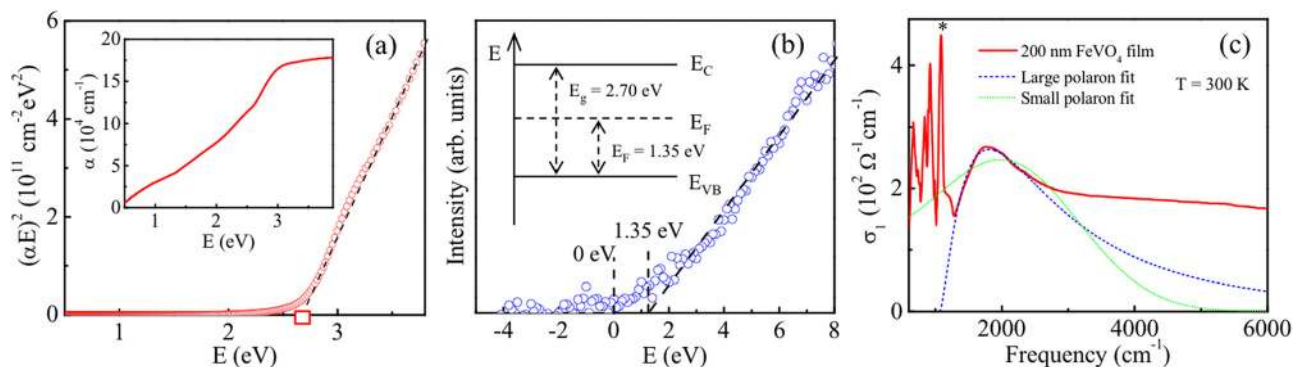 (a)
(αE)² (10¹¹ cm⁻²eV²)
6
4
2
0
1
2
3
E (eV)
α (10⁴ cm⁻¹)
20
15
10
5
0
1
2
3
E (eV)
(b)
Intensity (arb. units)
E
E_C
E_g = 2.70 eV
E_F
E_F = 1.35 eV
E_VB
1.35 eV
0 eV
-4
-2
0
2
4
6
8
E (eV)
(c)
*
200 nm FeVO₄ film
Large polaron fit
Small polaron fit
T = 300 K
σ₁ (10² Ω⁻¹cm⁻¹)
4
2
0
2000
4000
6000
Frequency (cm⁻¹)